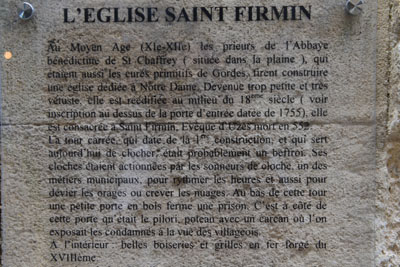 L'EGLISE SAINT FIRMIN
Au Moyen Age (XIe-XIIe) les prieurs de l'Abbaye
bénédictine de St Chaffrey ( située dans la plaine ), qui
étaient aussi les curés primitifs de Gordes, firent construire
une église dédiée à Notre Dame. Devenue trop petite et très
vétuste, elle est réédifiée au milieu du 18ème siècle ( voir
inscription au dessus de la porte d'entrée datée de 1755), elle
est consacrée à Saint Firmin, Evêque d'Uzès mort en 552.
La tour carrée, qui date de la 1ère construction, et qui sert
aujourd'hui de clocher, était probablement un beffroi. Ses
cloches étaient actionnées par les sonneurs de cloche, un des
métiers municipaux, pour rythmer les heures et aussi pour
dévier les orages ou crever les nuages. Au bas de cette tour
une petite porte en bois ferme une prison. C'est à côté de
cette porte qu'était le pilori, poteau avec un carcan où l'on
exposait les condamnés à la vue des villageois.
A l'intérieur : belles boiseries et grilles en fer forgé du
XVIIIème.